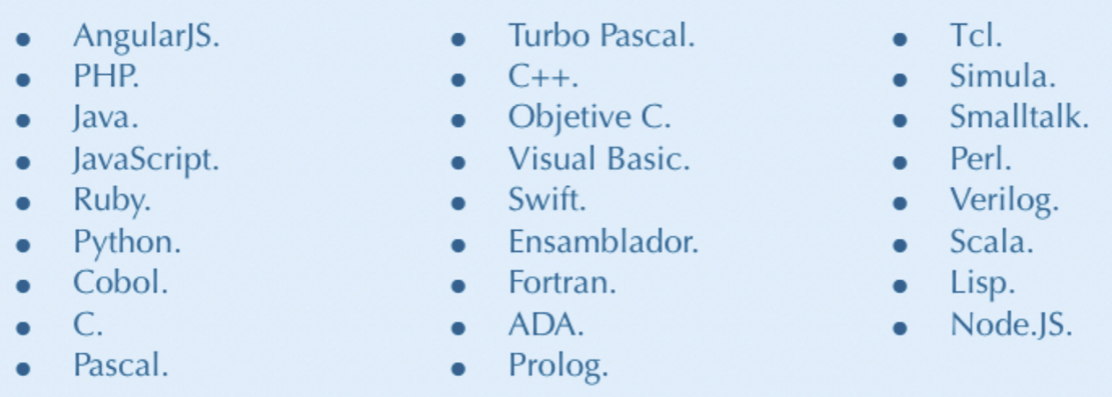 • AngularJS.
• PHP.
• Java.
• JavaScript.
• Ruby.
• Python.
• Cobol.
• C.
• Pascal.
• Turbo Pascal.
• C++.
• Objetive C.
• Visual Basic.
• Swift.
• Ensamblador.
• Fortran.
• ADA.
• Prolog.
• Tcl.
• Simula.
• Smalltalk.
• Perl.
• Verilog.
• Scala.
• Lisp.
• Node.JS.